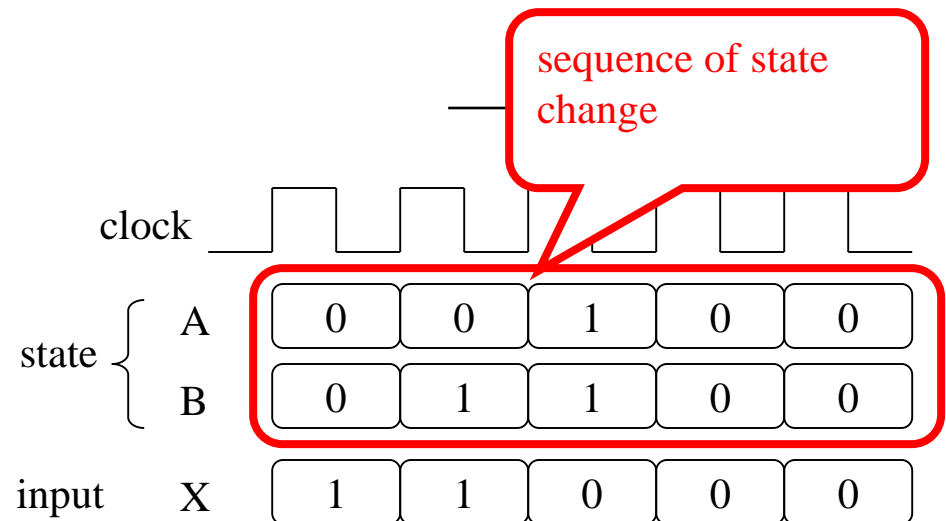 sequence of state
change
clock
state
A 0 0 1 0 0
B 0 1 1 0 0
input X 1 1 0 0 0